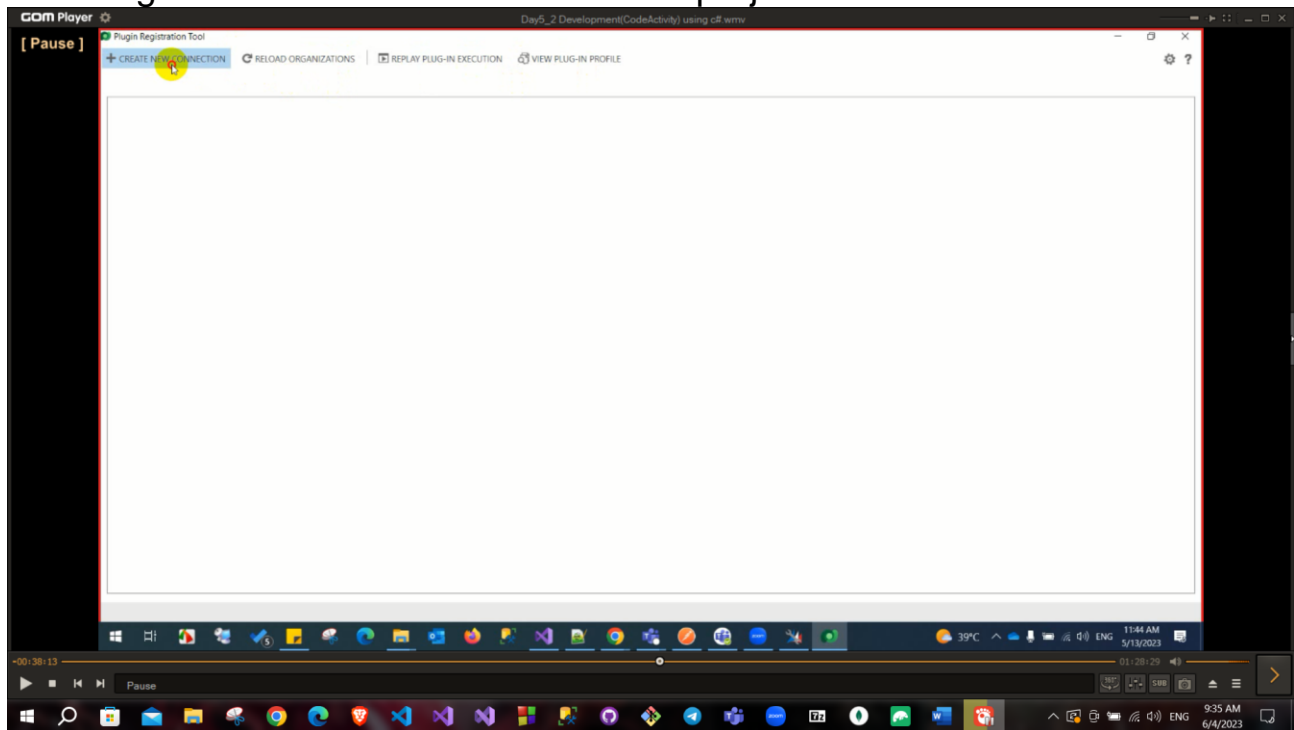 GOM Player
Day5_2 Development(CodeActivity) using c#.wmv
[ Pause ]
Plugin Registration Tool
CREATE NEW CONNECTION
RELOAD ORGANIZATIONS
REPLAY PLUG-IN EXECUTION
VIEW PLUG-IN PROFILE
39°C
ENG
11:44 AM
5/13/2023
-00:38:13
01:28:29
Pause
SUB
ENG
9:35 AM
6/4/2023